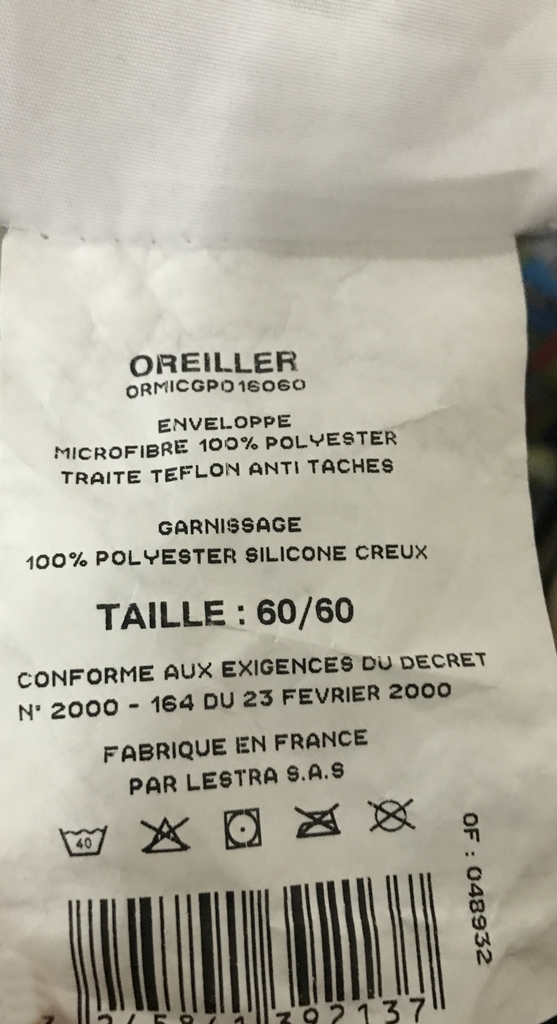 OREILLER
ORMICGPO16060
ENVELOPPE
MICROFIBRE 100% POLYESTER
TRAITE TEFLON ANTI TACHES
GARNISSAGE
100% POLYESTER SILICONE CREUX
TAILLE : 60/60
CONFORME AUX EXIGENCES DU DECRET
N° 2000 - 164 DU 23 FEVRIER 2000
FABRIQUE EN FRANCE
PAR LESTRA S.A.S
40
OF : 048932
392137